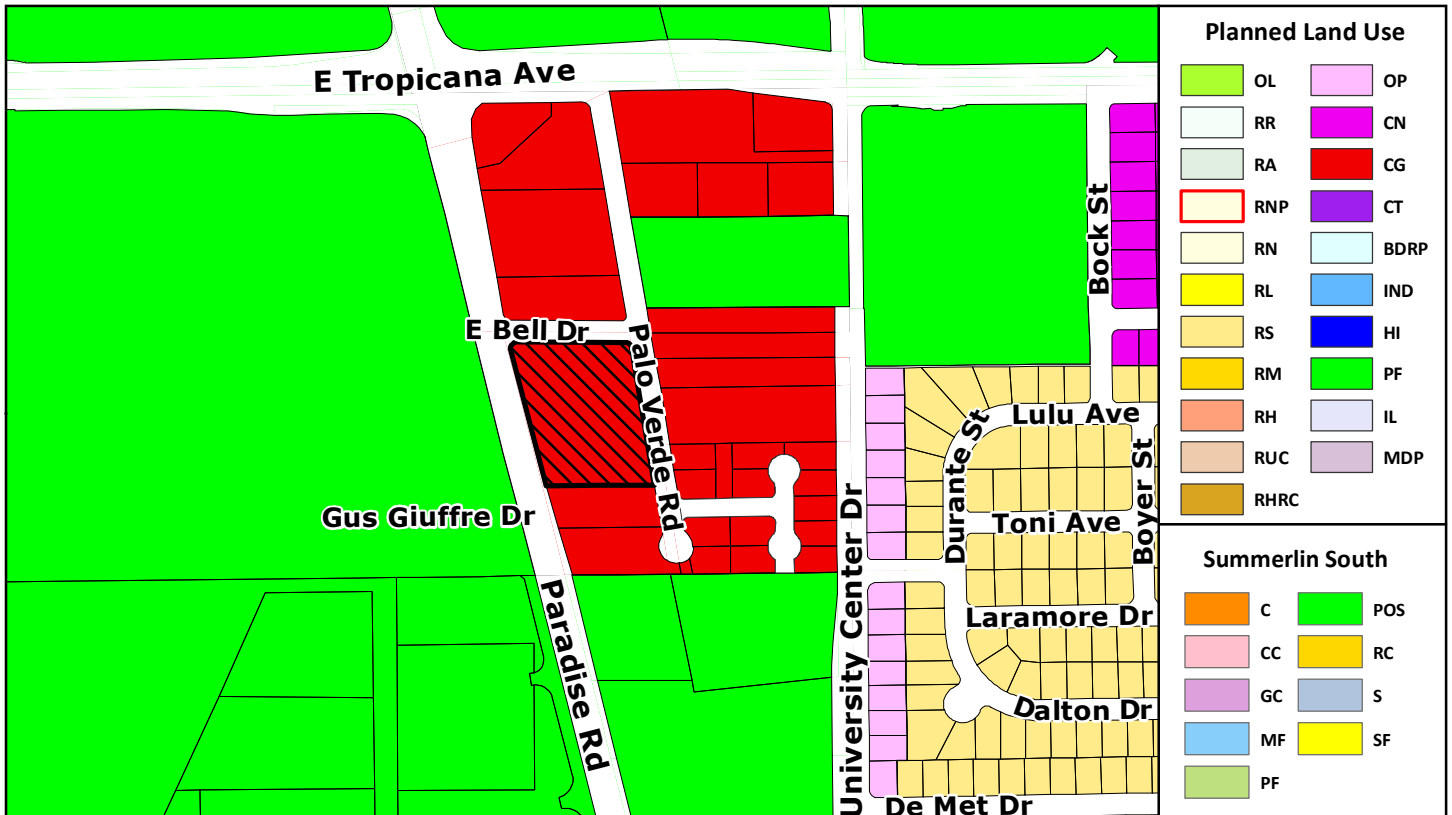 E Tropicana Ave
Bock St
E Bell Dr
Palo Verde Rd
Lulu Ave
Durante St
Boyer St
Gus Giuffre Dr
Toni Ave
University Center Dr
Paradise Rd
Laramore Dr
Dalton Dr
De Met Dr
Planned Land Use
OL OP
RR CN
RA CG
RNP CT
RN BDRP
RL IND
RS HI
RM PF
RH IL
RUC MDP
RHRC
Summerlin South
C POS
CC RC
GC S
MF SF
PF